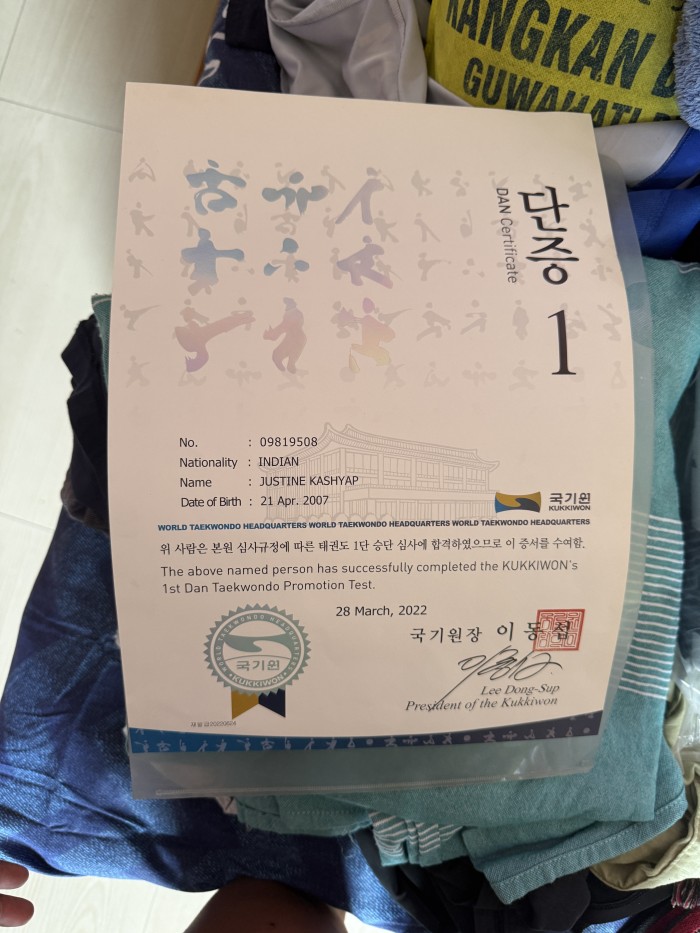 KANGKAN
GUWAHATI
단증
DAN Certificate
1
No. : 09819508
Nationality : INDIAN
Name : JUSTINE KASHYAP
Date of Birth : 21 Apr. 2007
국기원
KUKKIWON
WORLD TAEKWONDO HEADQUARTERS WORLD TAEKWONDO HEADQUARTERS WORLD TAEKWONDO HEADQUARTERS
위 사람은 본원 심사규정에 따른 태권도 1단 승단 심사에 합격하였으므로 이 증서를 수여함.
The above named person has successfully completed the KUKKIWON's
1st Dan Taekwondo Promotion Test.
28 March, 2022
국기원장 이동섭
Lee Dong-Sup
President of the Kukkiwon
WORLD TAEKWONDO HEADQUARTERS
국기원
KUKKIWON